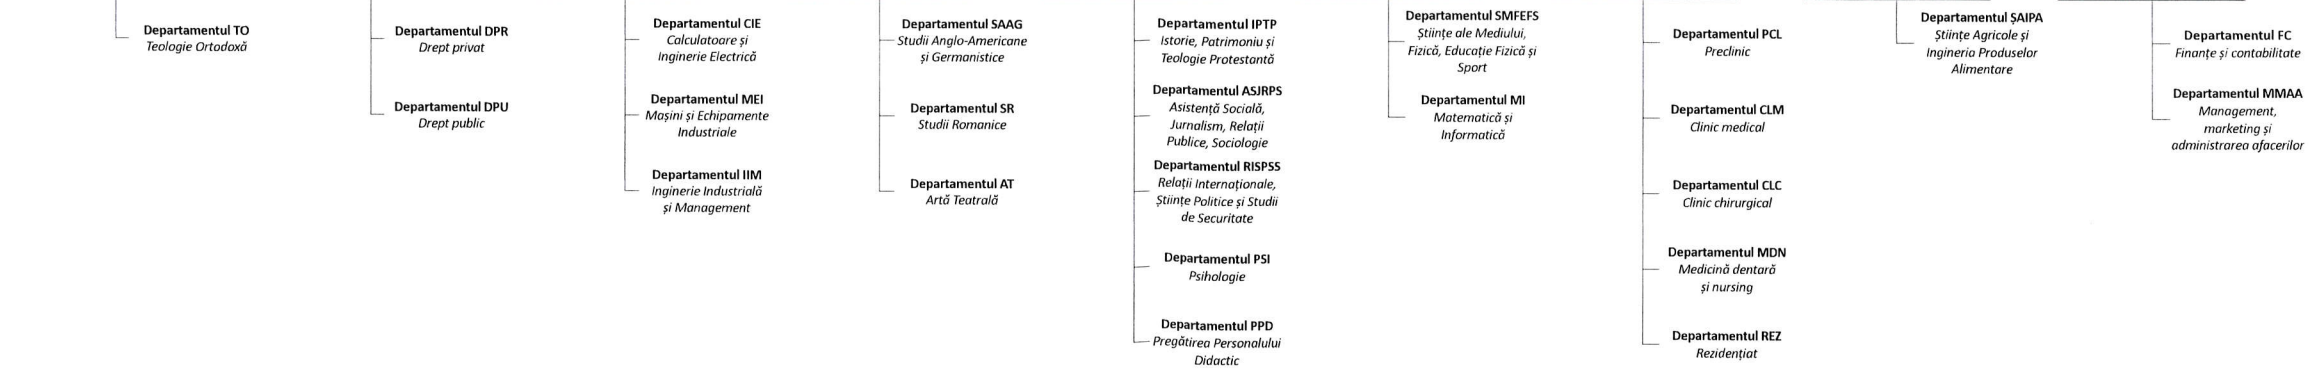 Departamentul TO
Teologie Ortodoxă
Departamentul DPR
Drept privat
Departamentul DPU
Drept public
Departamentul CIE
Calculatoare și
Inginerie Electrică
Departamentul MEI
Mașini și Echipamente
Industriale
Departamentul IIM
Inginerie Industrială
și Management
Departamentul SAAG
Studii Anglo-Americane
și Germanistice
Departamentul SR
Studii Romanice
Departamentul AT
Artă Teatrală
Departamentul IPTP
Istorie, Patrimoniu și
Teologie Protestantă
Departamentul ASJRPS
Asistență Socială,
Jurnalism, Relații
Publice, Sociologie
Departamentul RISPSS
Relații Internaționale,
Științe Politice și Studii
de Securitate
Departamentul PSI
Psihologie
Departamentul PPD
Pregătirea Personalului
Didactic
Departamentul SMFEFS
Științe ale Mediului,
Fizică, Educație Fizică și
Sport
Departamentul MI
Matematică și
Informatică
Departamentul PCL
Preclinic
Departamentul CLM
Clinic medical
Departamentul CLC
Clinic chirurgical
Departamentul MDN
Medicină dentară
și nursing
Departamentul REZ
Rezidențiat
Departamentul ȘAIPA
Științe Agricole și
Ingineria Produselor
Alimentare
Departamentul FC
Finanțe și contabilitate
Departamentul MMAA
Management,
marketing și
administrarea afacerilor